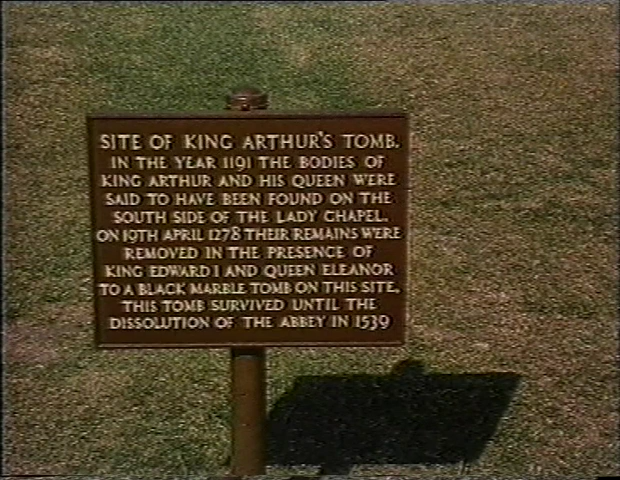 SITE OF KING ARTHUR'S TOMB.
IN THE YEAR 1191 THE BODIES OF
KING ARTHUR AND HIS QUEEN WERE
SAID TO HAVE BEEN FOUND ON THE
SOUTH SIDE OF THE LADY CHAPEL.
ON 19TH APRIL 1278 THEIR REMAINS WERE
REMOVED IN THE PRESENCE OF
KING EDWARD I AND QUEEN ELEANOR
TO A BLACK MARBLE TOMB ON THIS SITE.
THIS TOMB SURVIVED UNTIL THE
DISSOLUTION OF THE ABBEY IN 1539